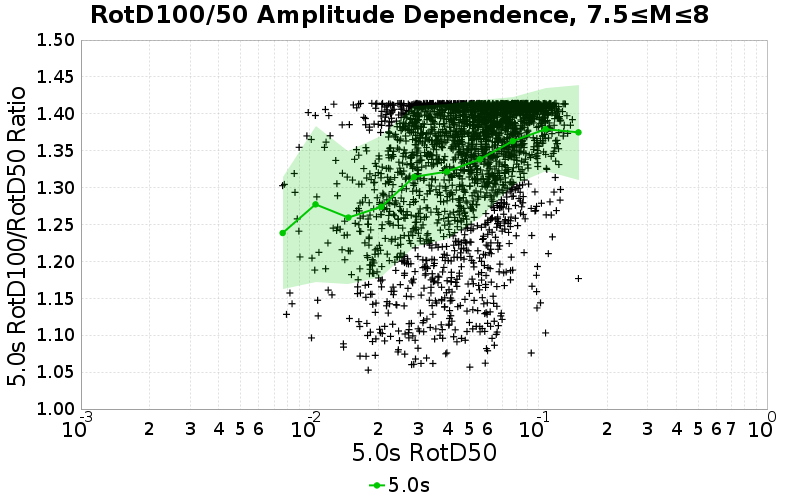 RotD100/50 Amplitude Dependence, 7.5≤M≤8
5.0s RotD100/RotD50 Ratio
1.50
1.45
1.40
1.35
1.30
1.25
1.20
1.15
1.10
1.05
1.00
10^-3 2 3 4 5 6 10^-2 2 3 4 5 6 10^-1 2 3 4 5 6 7 10^0
5.0s RotD50
5.0s